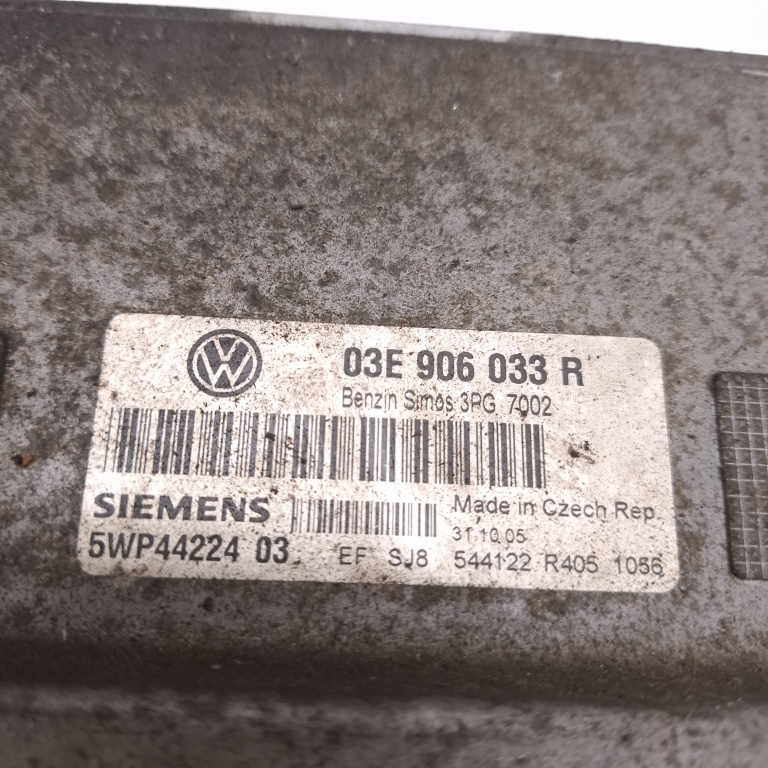 03E 906 033 R
Benzin Simos 3PG 7002
SIEMENS
Made in Czech Rep.
31.10.05
5WP44224 03
EF SJ8 544122 R405 1056